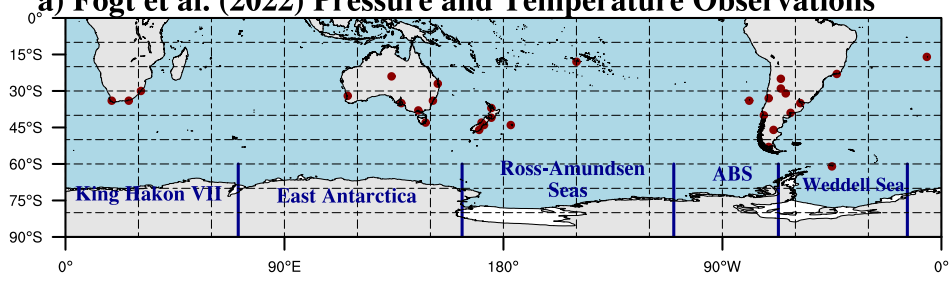 a) Fogt et al. (2022) Pressure and Temperature Observations
0°
15°S
30°S
45°S
60°S
75°S
90°S
King Hakon VII
East Antarctica
Ross-Amundsen
Seas
ABS
Weddell Sea
0°
90°E
180°
90°W
0°